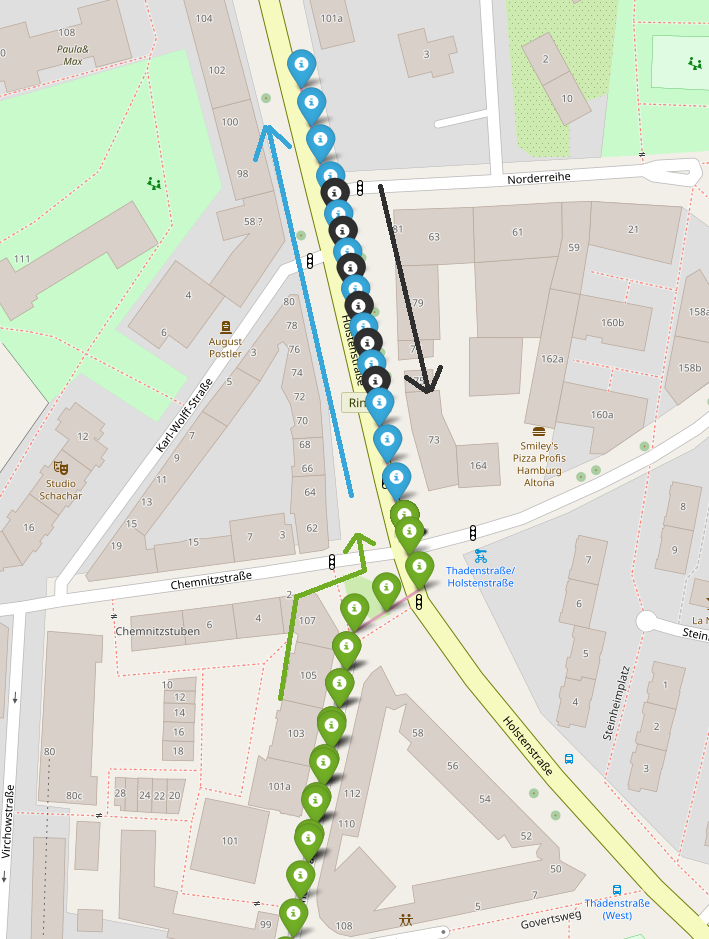 104
101a
108
Paula&
Max
3
102
2
10
100
98
Norderreihe
58 ?
81
63
61
59
21
111
4
6
80
78
76
74
72
70
68
66
64
62
79
160b
158b
162a
160a
August
Postler
3
5
7
9
11
13
15
19
Karl-Wolff-Straße
Holstenstraße
Rin
12
Studio
Schachar
16
73
164
Smiley's
Pizza Profis
Hamburg
Altona
15
7
3
8
9
Chemnitzstraße
Thadenstraße/
Holstenstraße
7
6
5
4
2
6
4
107
Chemnitzstuben
105
103
101a
10
12
14
16
18
80
80c
28
24
22
20
101
99
58
56
54
52
50
112
110
108
7
5
Holstenstraße
Steinheimplatz
1
2
3
Virchowstraße
Thadenstraße
(West)
Govertsweg